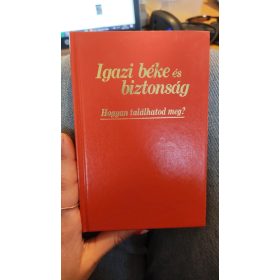 Igazi béke és
biztonság
Hogyan találhatod meg?